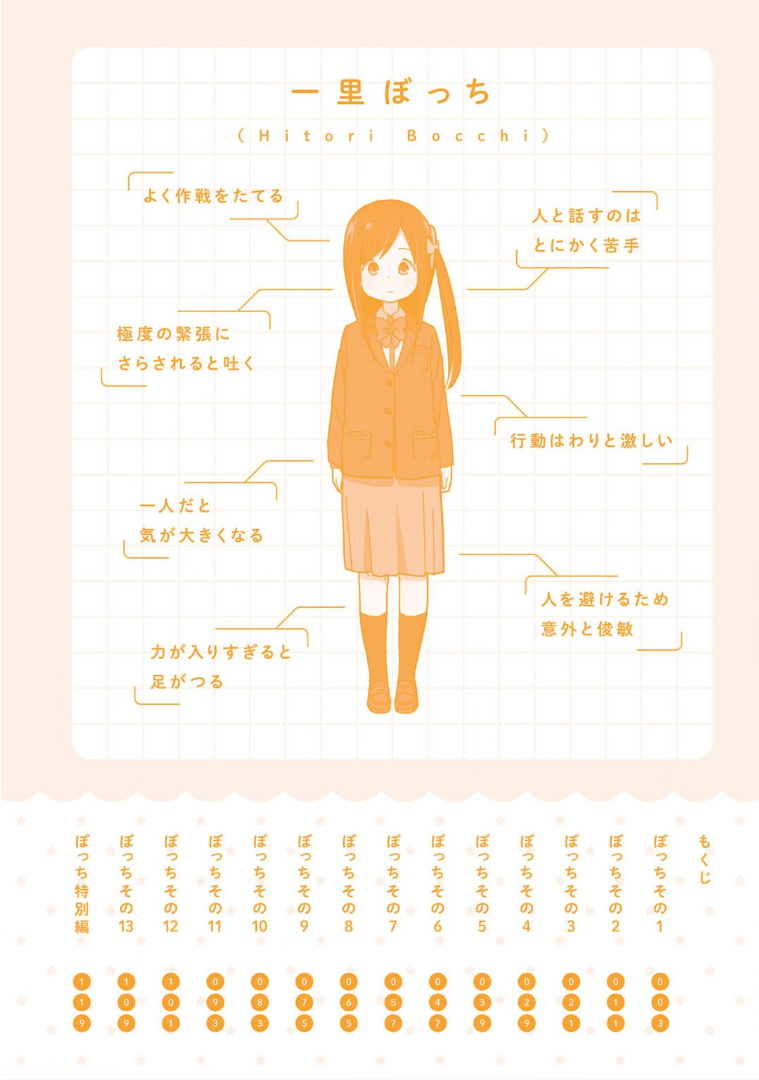 一里ぼっち
(Hitori Bocchi)
よく作戦をたてる
人と話すのは
とにかく苦手
極度の緊張に
さらされると吐く
行動はわりと激しい
一人だと
気が大きくなる
人を避けるため
意外と俊敏
力が入りすぎると
足がつる
もくじ
ぼっちその1 003
ぼっちその2 011
ぼっちその3 021
ぼっちその4 029
ぼっちその5 039
ぼっちその6 047
ぼっちその7 057
ぼっちその8 065
ぼっちその9 075
ぼっちその10 083
ぼっちその11 093
ぼっちその12 101
ぼっちその13 109
ぼっち特別編 119